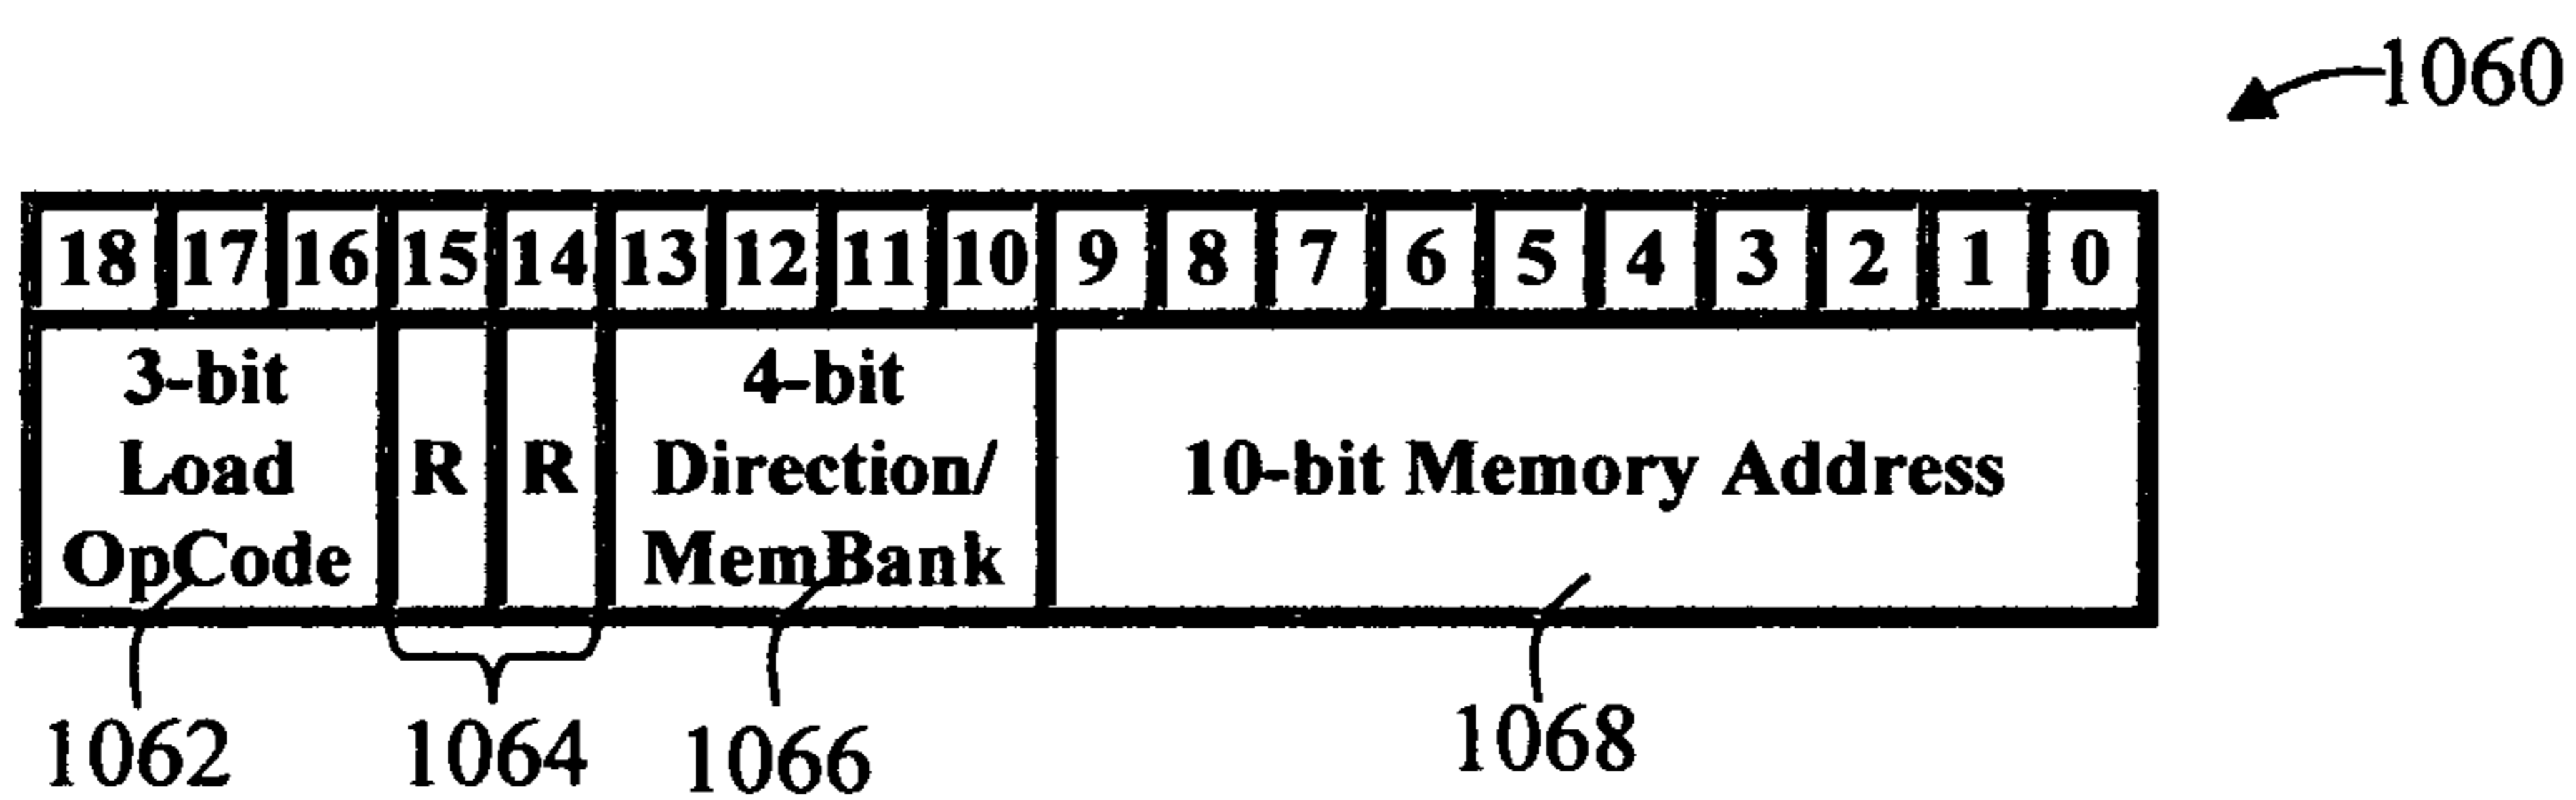 1060
18 17 16 15 14 13 12 11 10 9 8 7 6 5 4 3 2 1 0
3-bit Load OpCode
R R
4-bit Direction/ MemBank
10-bit Memory Address
1062 1064 1066 1068